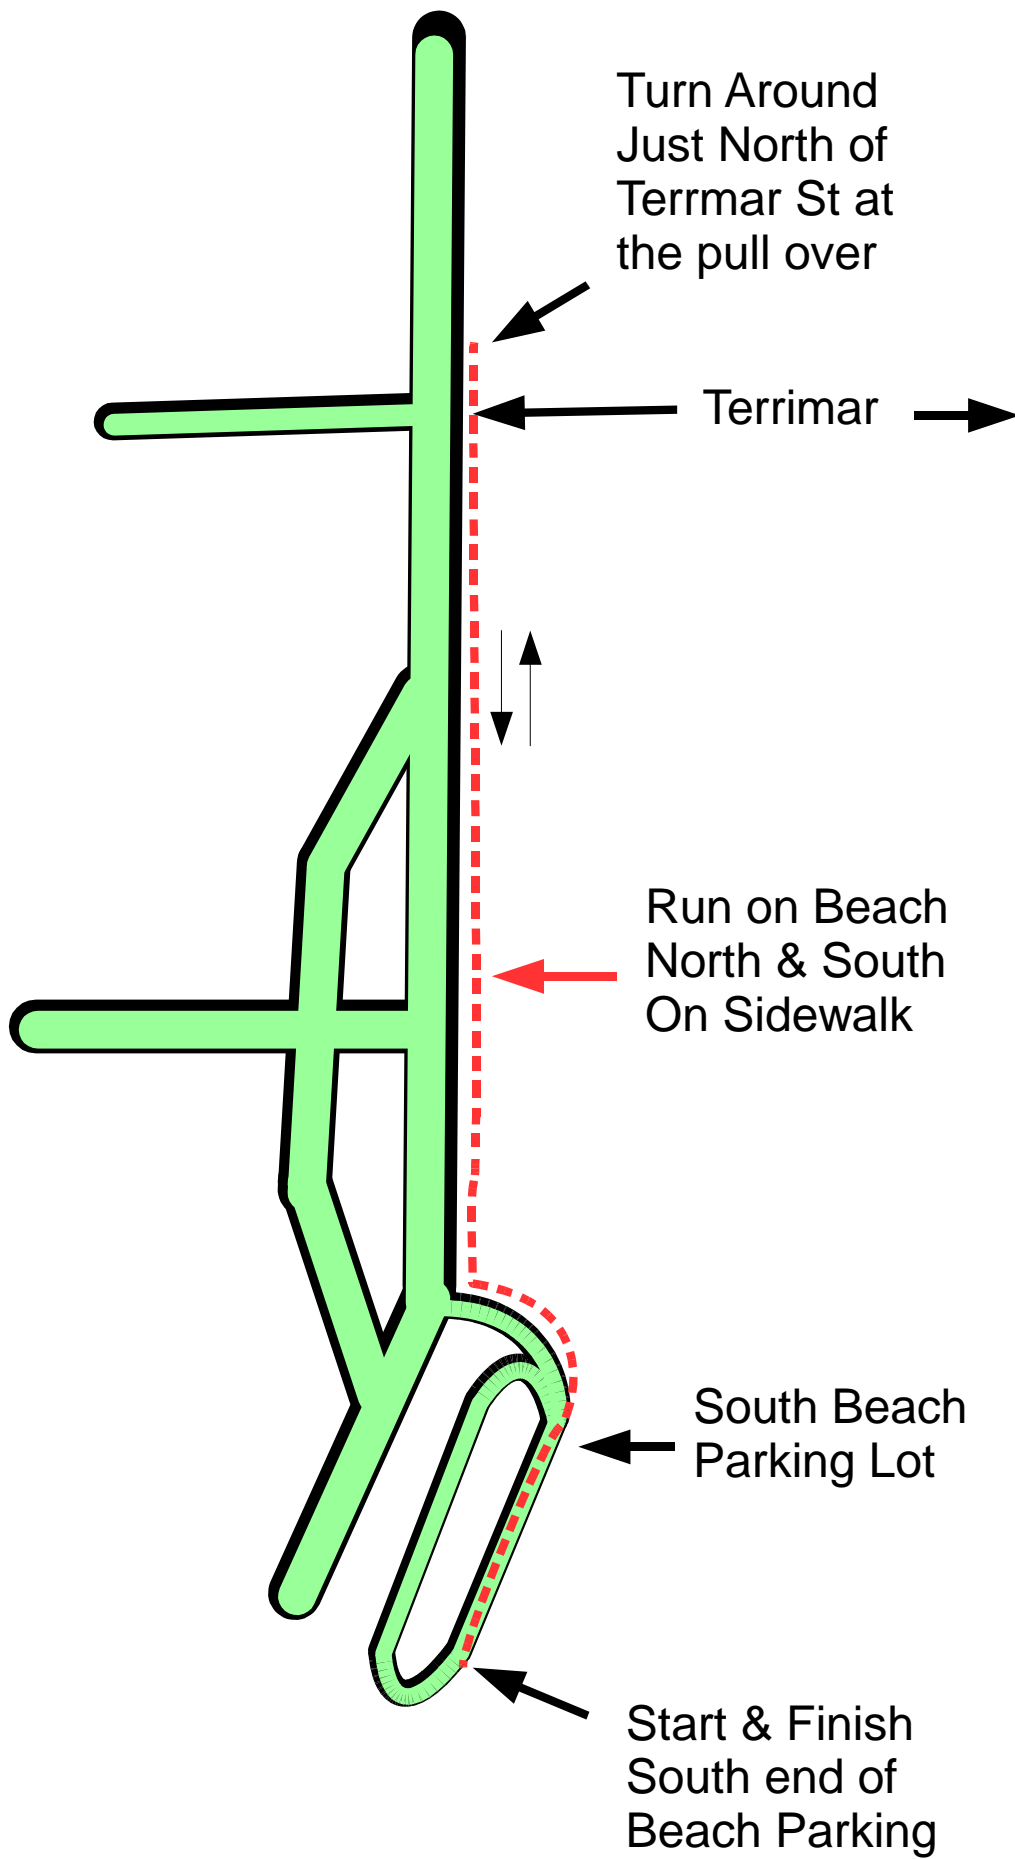 Turn Around
Just North of
Terrmar St at
the pull over
Terrimar
Run on Beach
North & South
On Sidewalk
South Beach
Parking Lot
Start & Finish
South end of
Beach Parking